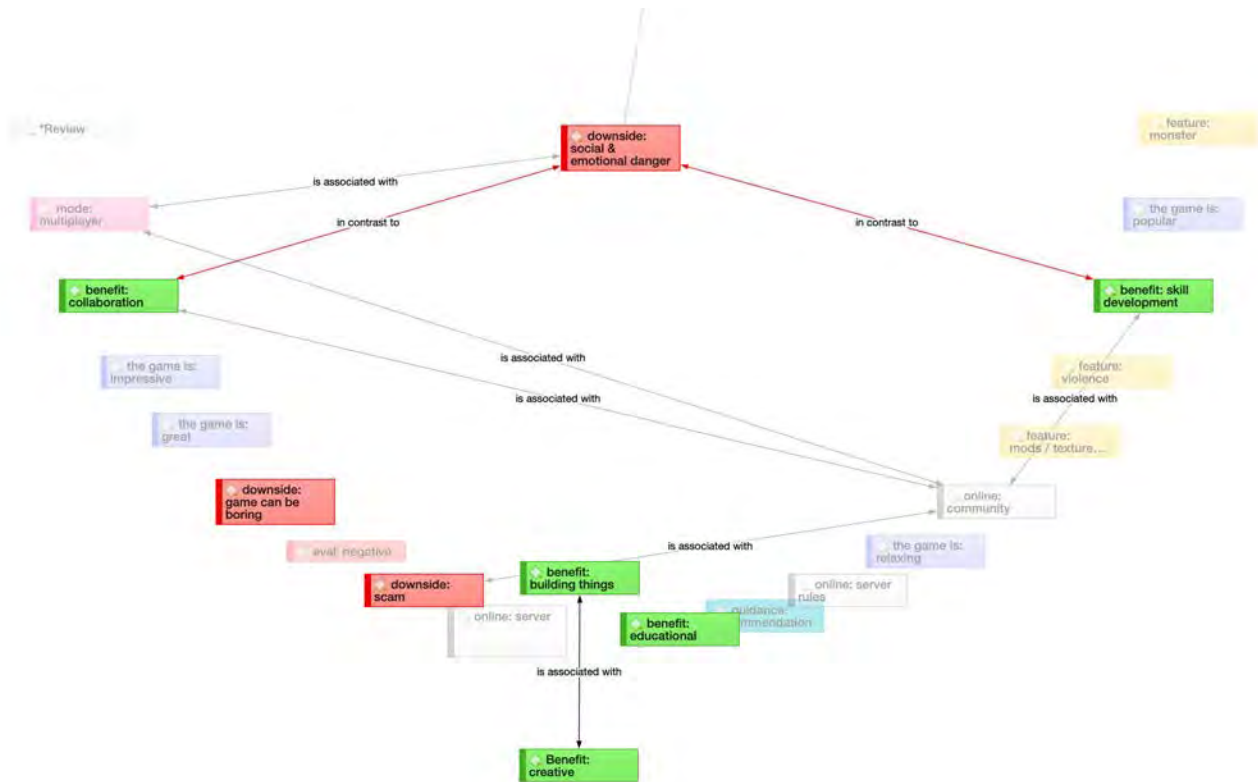 *Review
downside:
social &
emotional danger
feature:
monster
is associated with
mode:
multiplayer
the game is:
popular
in contrast to
in contrast to
benefit:
collaboration
benefit: skill
development
is associated with
the game is:
impressive
feature:
violence
is associated with
is associated with
the game is:
great
feature:
mods / texture...
downside:
game can be
boring
online:
community
is associated with
eval: negative
the game is:
relaxing
benefit:
building things
downside:
scam
online: server
rules
online: server
benefit:
educational
guidance:
is associated with
Benefit:
creative